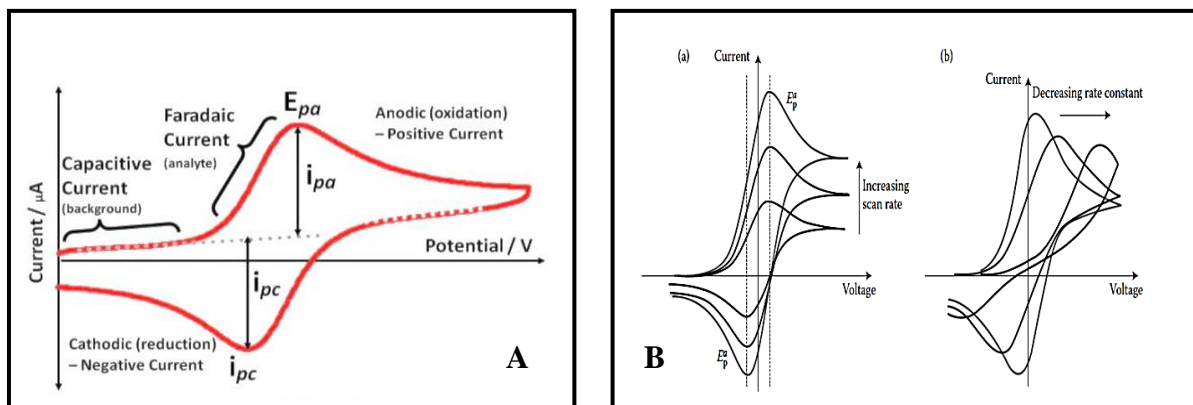 E_pa
Anodic (oxidation)
– Positive Current
Faradaic
Current
(analyte)
Capacitive
Current
(background)
i_pa
Current / µA
Potential / V
i_pc
Cathodic (reduction)
– Negative Current
i_pc
A
(a)
Current
E_p^a
Increasing
scan rate
Voltage
E_p^a
B
(b)
Current
Decreasing rate constant
Voltage